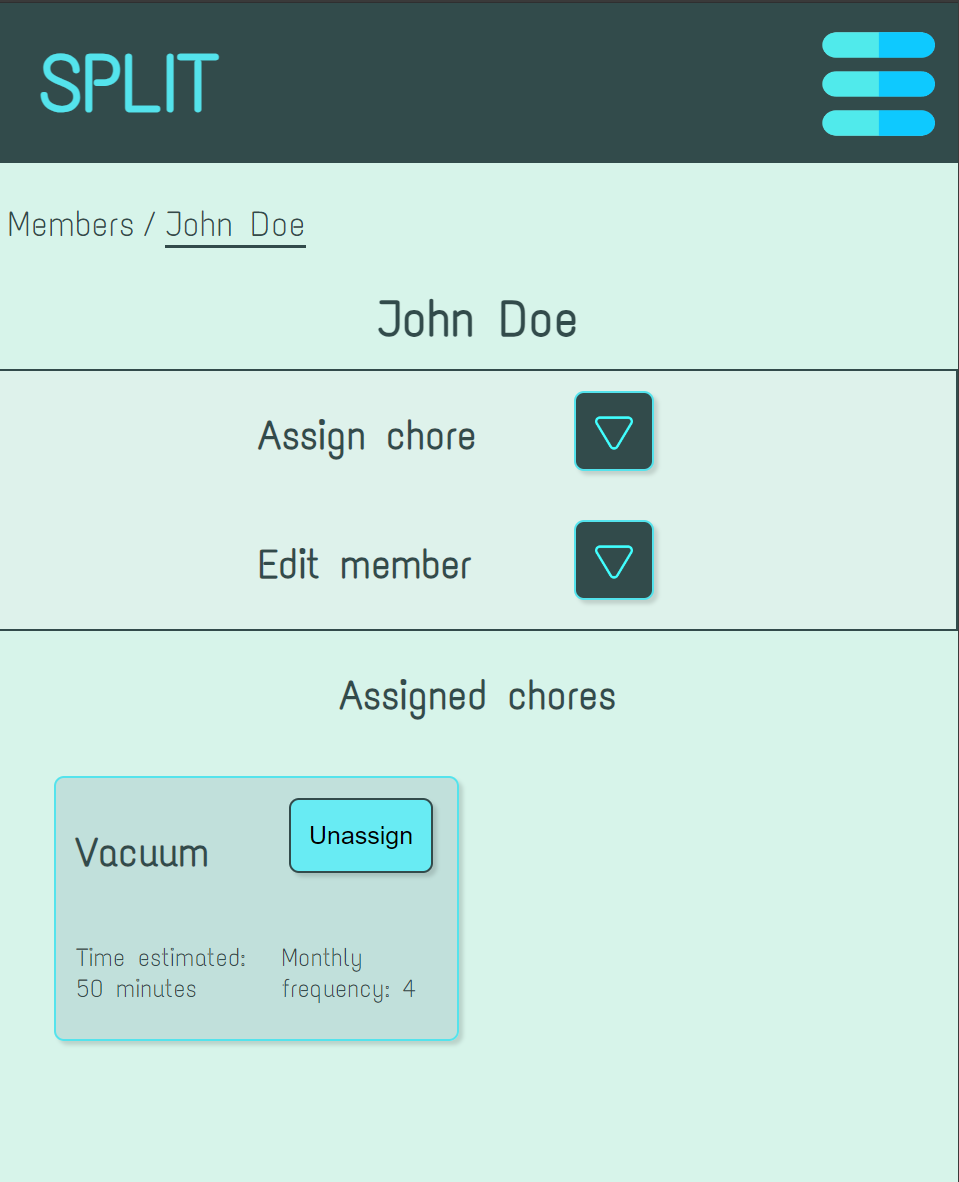 SPLIT
Members / John Doe
John Doe
Assign chore
Edit member
Assigned chores
Vacuum
Unassign
Time estimated:
50 minutes
Monthly
frequency: 4